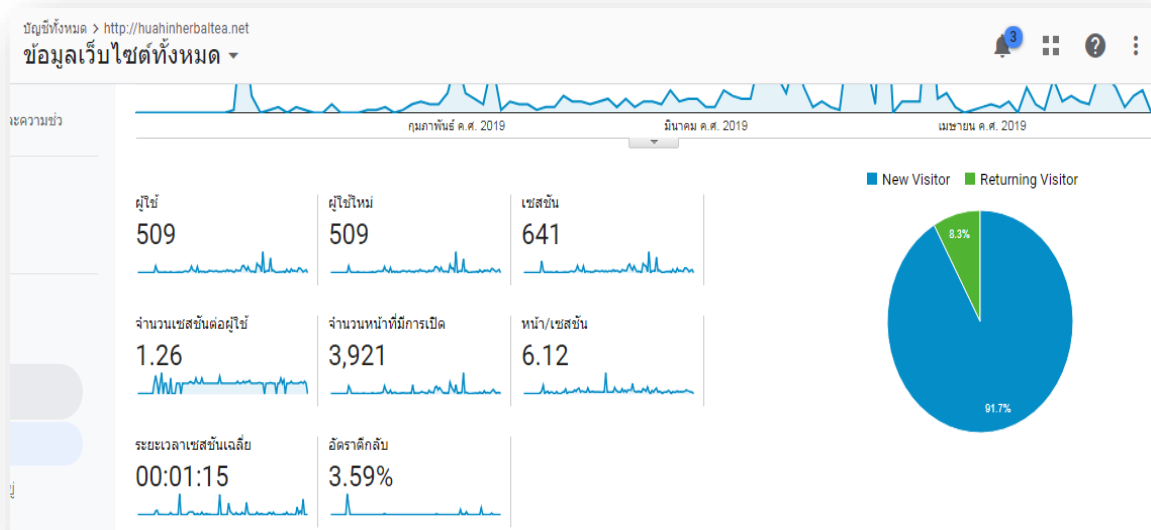 บัญชีทั้งหมด > http://huahinherbaltea.net
ข้อมูลเว็บไซต์ทั้งหมด
3
ละความช่ว
กุมภาพันธ์ ค.ศ. 2019 มีนาคม ค.ศ. 2019 เมษายน ค.ศ. 2019
New Visitor Returning Visitor
ผู้ใช้ ผู้ใช้ใหม่ เซสชัน
509 509 641
8.3%
จำนวนเซสชันต่อผู้ใช้ จำนวนหน้าที่มีการเปิด หน้า/เซสชัน
1.26 3,921 6.12
91.7%
ระยะเวลาเซสชันเฉลี่ย อัตราตีกลับ
00:01:15 3.59%